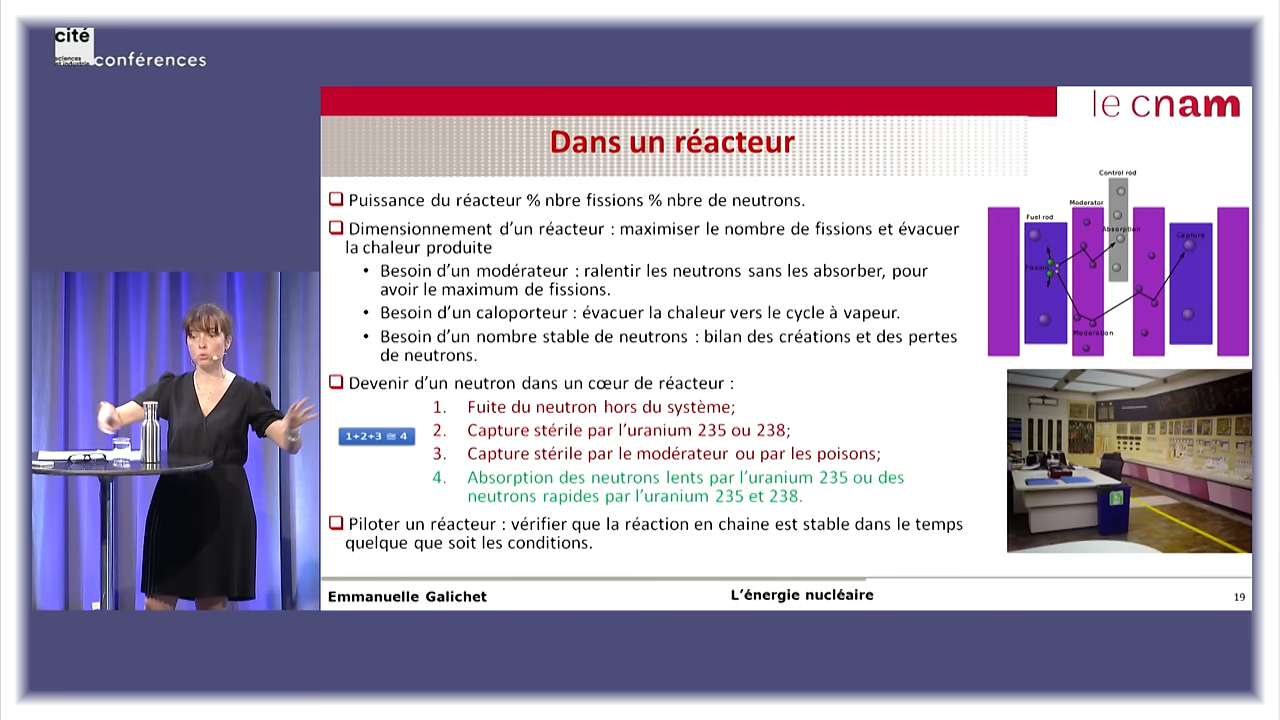 cité
sciences
et industrie
conférences
le cnam
Dans un réacteur
Puissance du réacteur % nbre fissions % nbre de neutrons.
Dimensionnement d’un réacteur : maximiser le nombre de fissions et évacuer
la chaleur produite
• Besoin d’un modérateur : ralentir les neutrons sans les absorber, pour
avoir le maximum de fissions.
• Besoin d’un caloporteur : évacuer la chaleur vers le cycle à vapeur.
• Besoin d’un nombre stable de neutrons : bilan des créations et des pertes
de neutrons.
Devenir d’un neutron dans un cœur de réacteur :
1. Fuite du neutron hors du système;
2. Capture stérile par l’uranium 235 ou 238;
3. Capture stérile par le modérateur ou par les poisons;
4. Absorption des neutrons lents par l’uranium 235 ou des
neutrons rapides par l’uranium 235 et 238.
1+2+3 ≅ 4
Piloter un réacteur : vérifier que la réaction en chaine est stable dans le temps
quelque que soit les conditions.
Control rod
Moderator
Fuel rod
Absorption
Capture
Fission
Moderation
Emmanuelle Galichet
L’énergie nucléaire
19